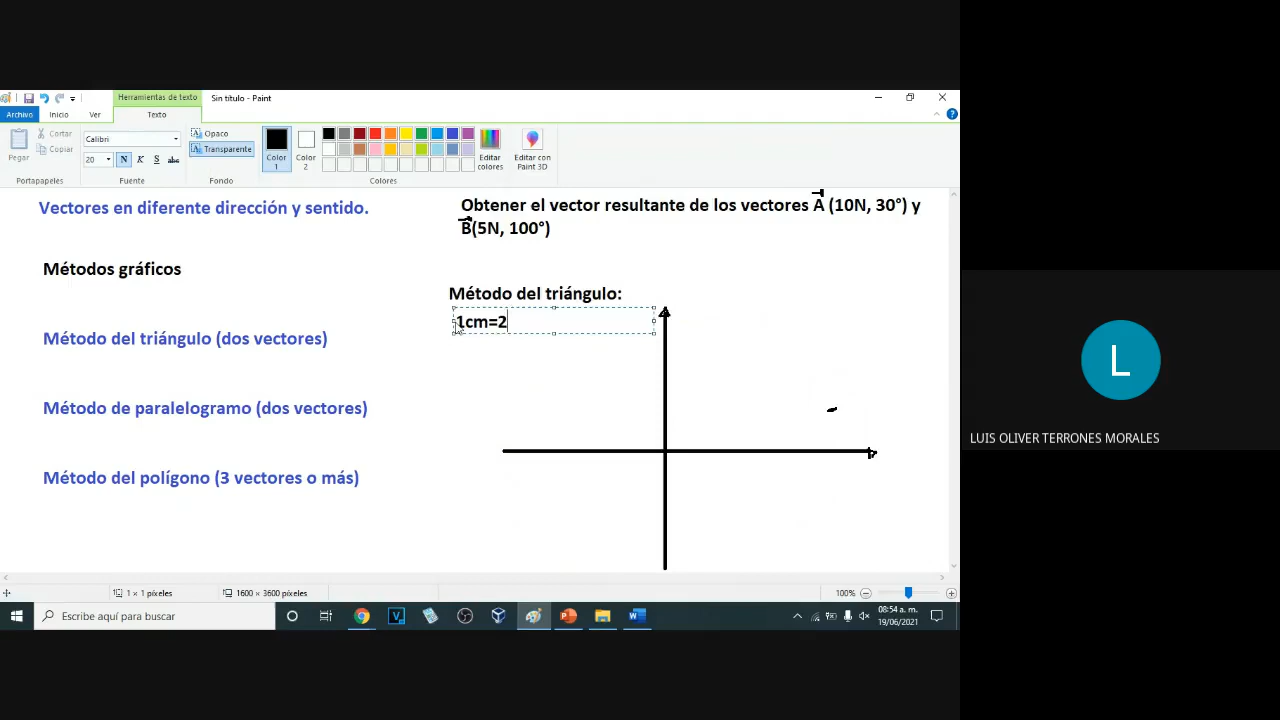 Herramientas de texto
Sin título - Paint
Archivo
Inicio
Ver
Texto
Pegar
Cortar
Copiar
Calibri
20
N
K
S
abc
Opaco
Transparente
Color 1
Color 2
Editar colores
Editar con Paint 3D
Portapapeles
Fuente
Fondo
Colores
Vectores en diferente dirección y sentido.
Métodos gráficos
Método del triángulo (dos vectores)
Método de paralelogramo (dos vectores)
Método del polígono (3 vectores o más)
Obtener el vector resultante de los vectores A (10N, 30°) y
B(5N, 100°)
Método del triángulo:
1cm=2
L
LUIS OLIVER TERRONES MORALES
1 × 1 píxeles
1600 × 3600 píxeles
100%
Escribe aquí para buscar
08:54 a. m.
19/06/2021